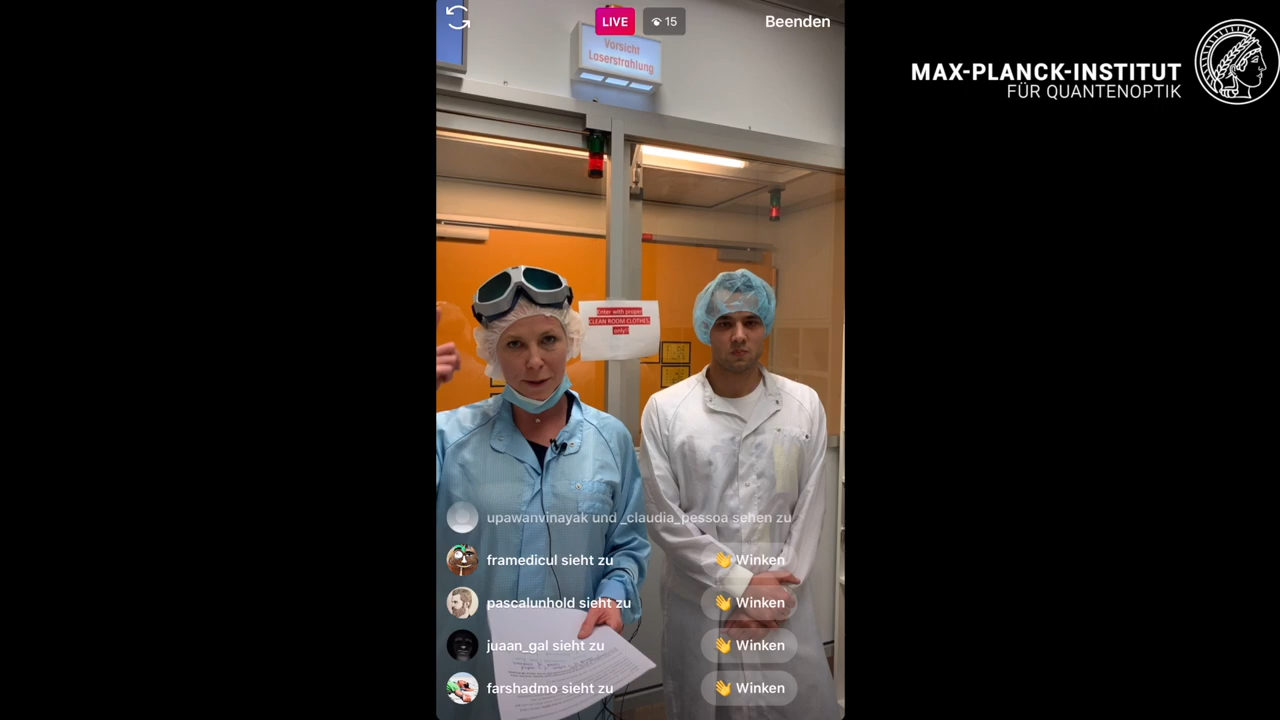 LIVE
15
Beenden
Vorsicht
Laserstrahlung
MAX-PLANCK-INSTITUT
FÜR QUANTENOPTIK
Enter with proper
CLEAN ROOM CLOTHES
only!!
upawanvinayak und _claudia_pessoa sehen zu
framedicul sieht zu
Winken
pascalunhold sieht zu
Winken
juaan_gal sieht zu
Winken
farshadmo sieht zu
Winken